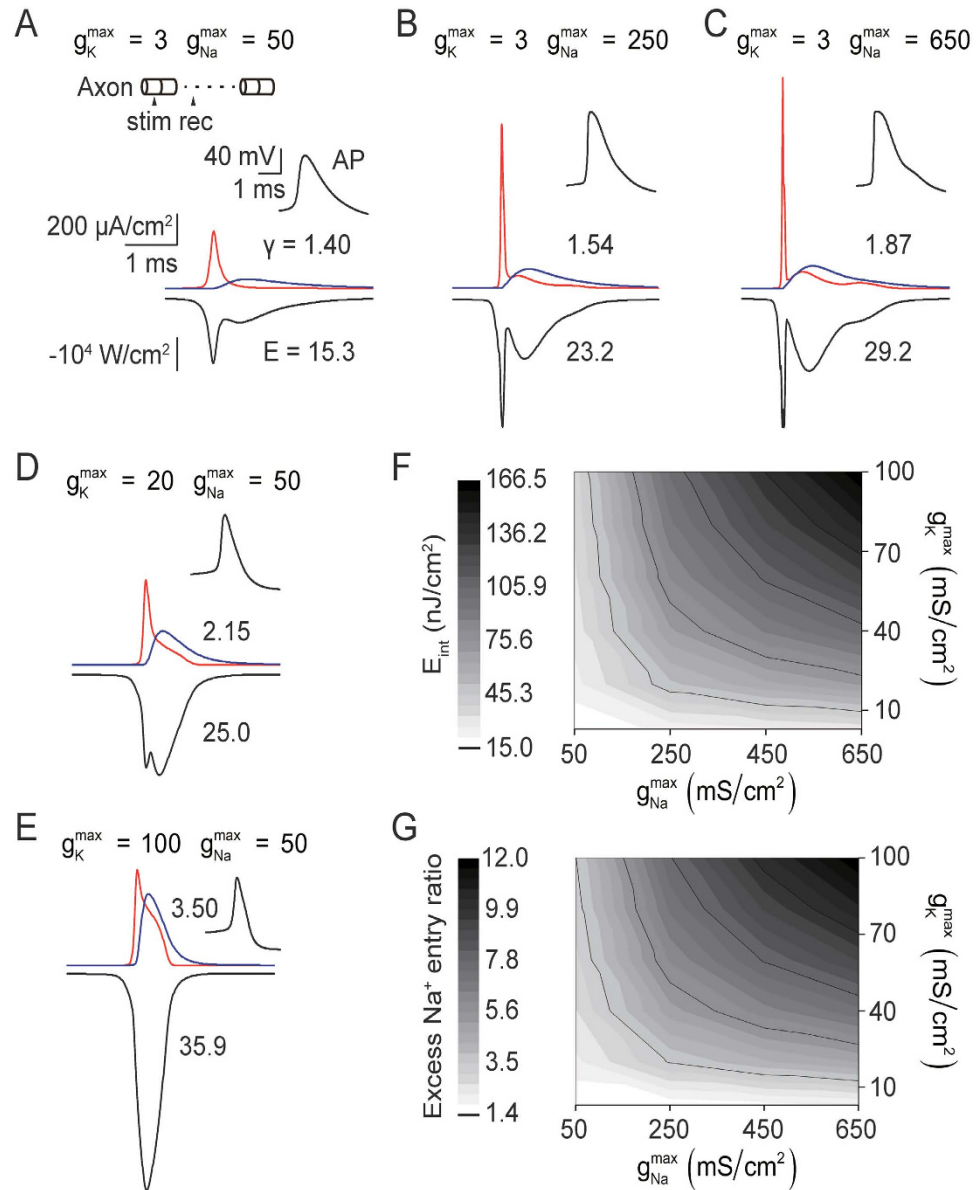 A
g_K^max = 3 g_Na^max = 50
Axon
stim rec
40 mV
1 ms
AP
200 µA/cm²
1 ms
γ = 1.40
-10⁴ W/cm²
E = 15.3
B
g_K^max = 3 g_Na^max = 250
1.54
23.2
C
g_K^max = 3 g_Na^max = 650
1.87
29.2
D
g_K^max = 20 g_Na^max = 50
2.15
25.0
E
g_K^max = 100 g_Na^max = 50
3.50
35.9
F
E_int (nJ/cm²)
166.5
136.2
105.9
75.6
45.3
15.0
100
70
40
10
g_K^max (mS/cm²)
50 250 450 650
g_Na^max (mS/cm²)
G
Excess Na⁺ entry ratio
12.0
9.9
7.8
5.6
3.5
1.4
100
70
40
10
g_K^max (mS/cm²)
50 250 450 650
g_Na^max (mS/cm²)